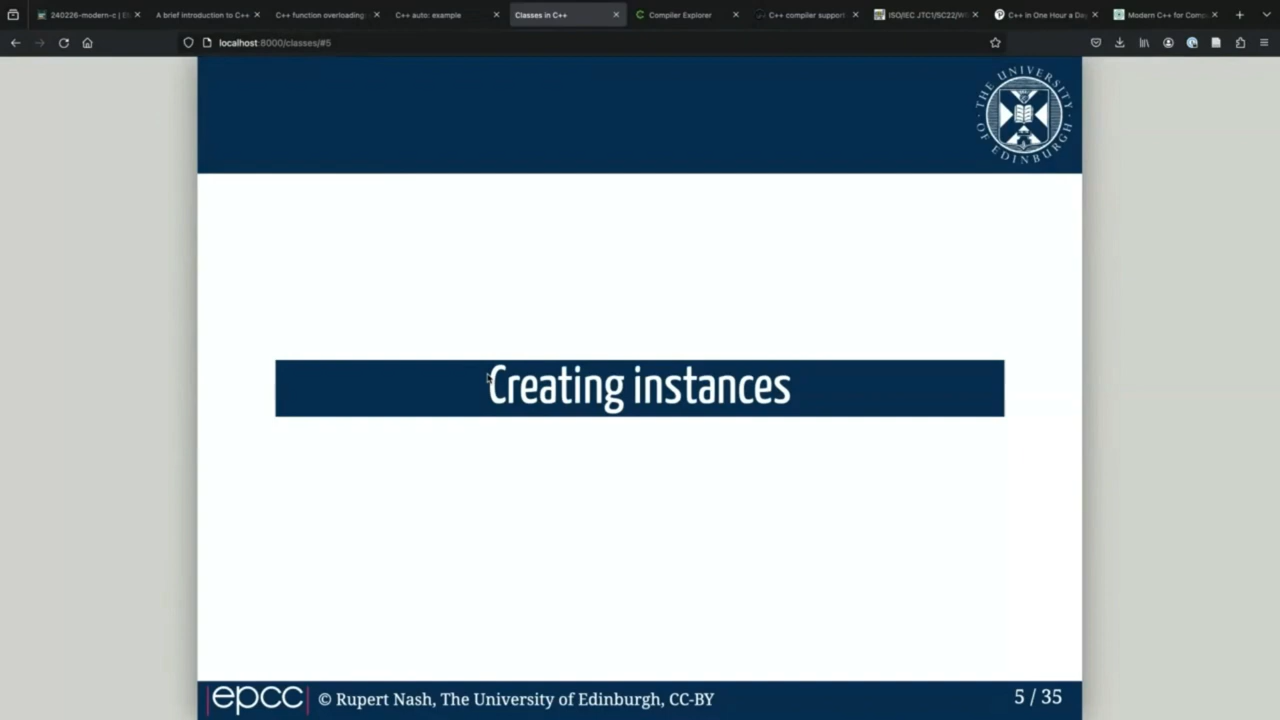 240226-modern-c | E
A brief introduction to C++
C++ function overloading
C++ auto: example
Classes in C++
Compiler Explorer
C++ compiler support
ISO/IEC JTC1/SC22/W
C++ in One Hour a Da
Modern C++ for Comp
localhost:8000/classes/#5
THE UNIVERSITY
OF EDINBURGH
Creating instances
epcc
© Rupert Nash, The University of Edinburgh, CC-BY
5 / 35